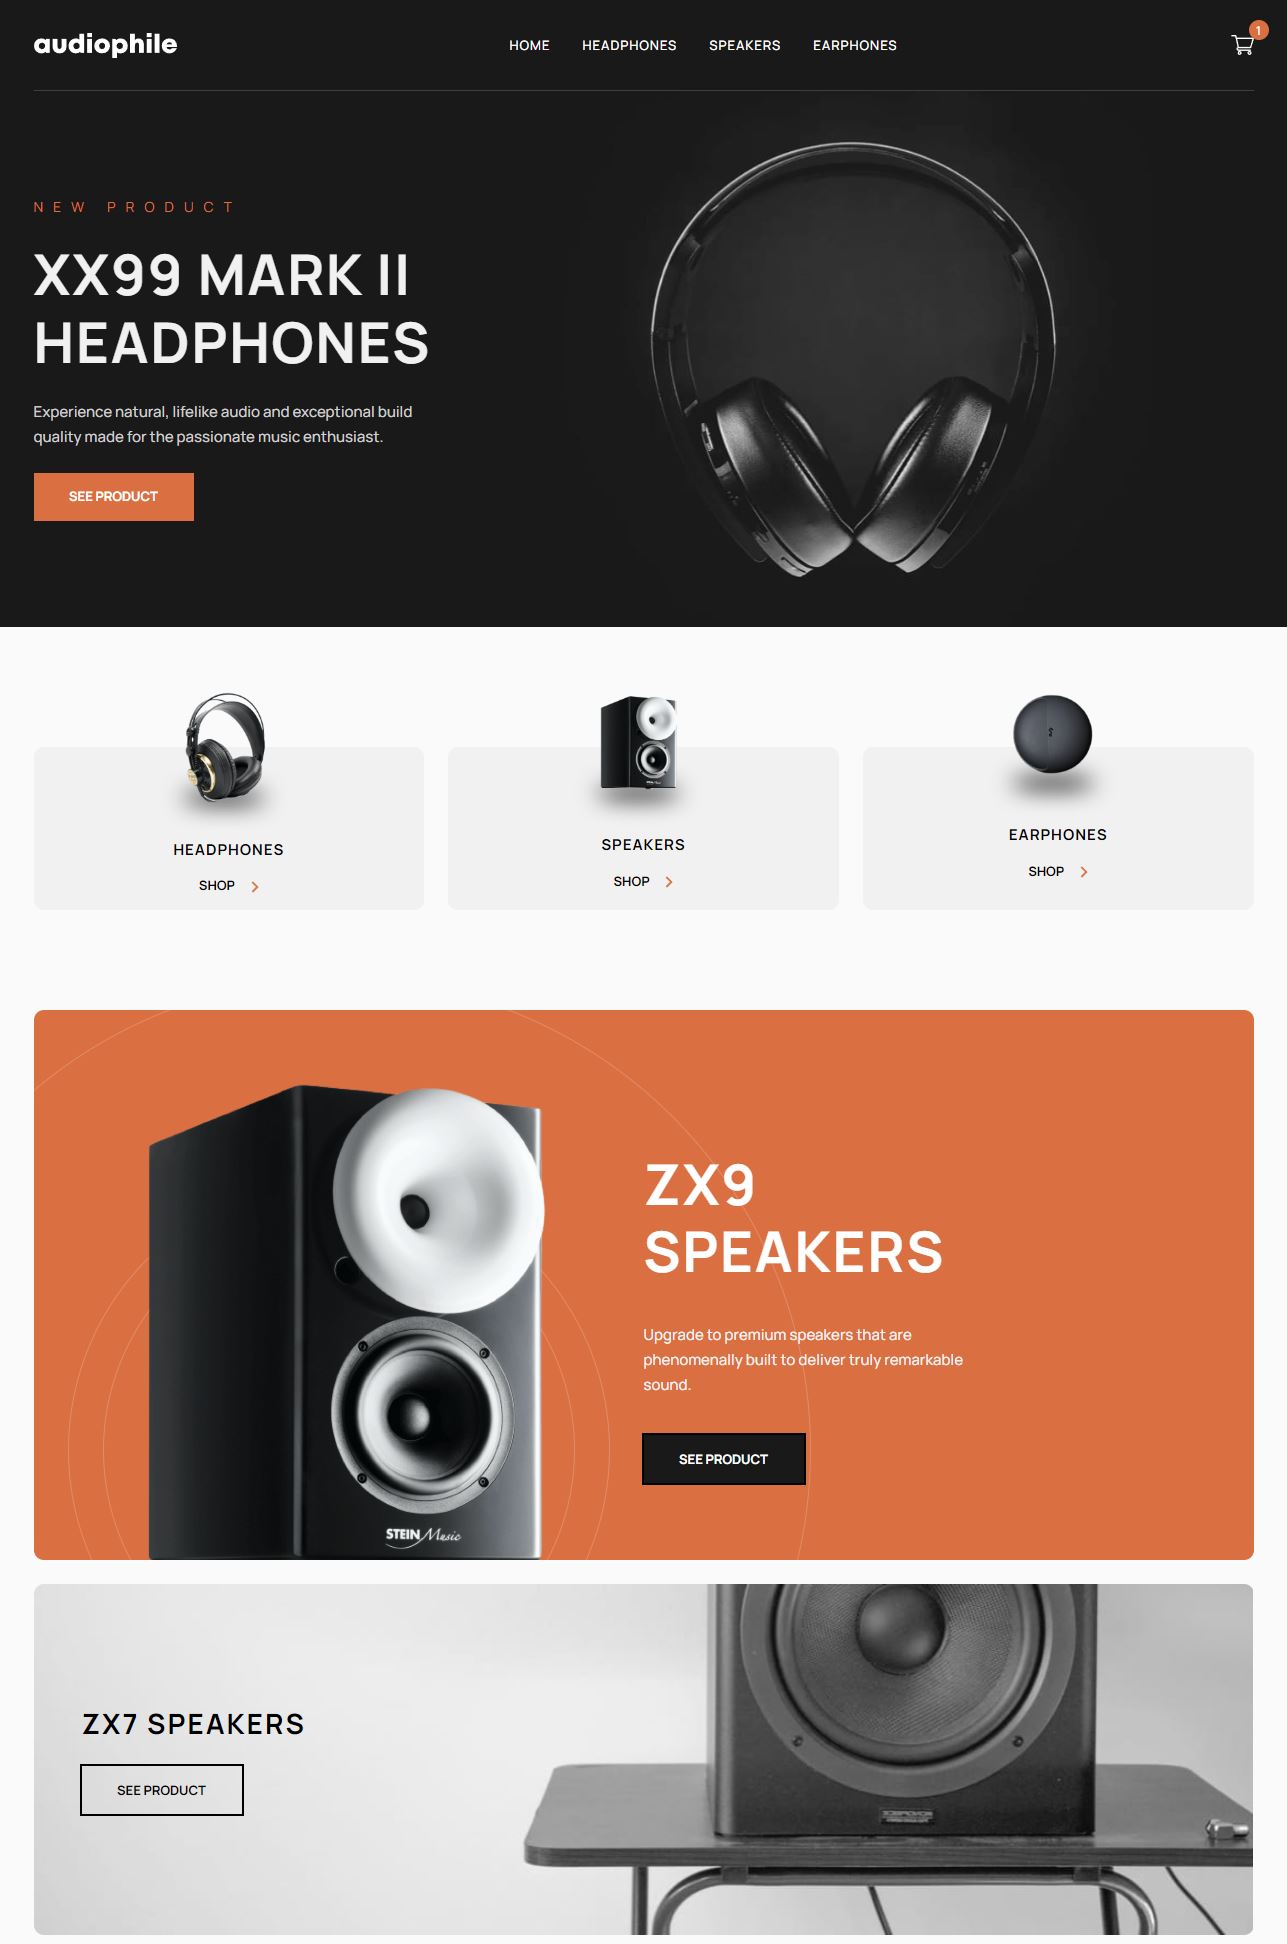 audiophile
HOME HEADPHONES SPEAKERS EARPHONES
1
NEW PRODUCT
XX99 MARK II
HEADPHONES
Experience natural, lifelike audio and exceptional build
quality made for the passionate music enthusiast.
SEE PRODUCT
HEADPHONES
SHOP
SPEAKERS
SHOP
EARPHONES
SHOP
ZX9
SPEAKERS
Upgrade to premium speakers that are
phenomenally built to deliver truly remarkable
sound.
SEE PRODUCT
STEIN Music
ZX7 SPEAKERS
SEE PRODUCT